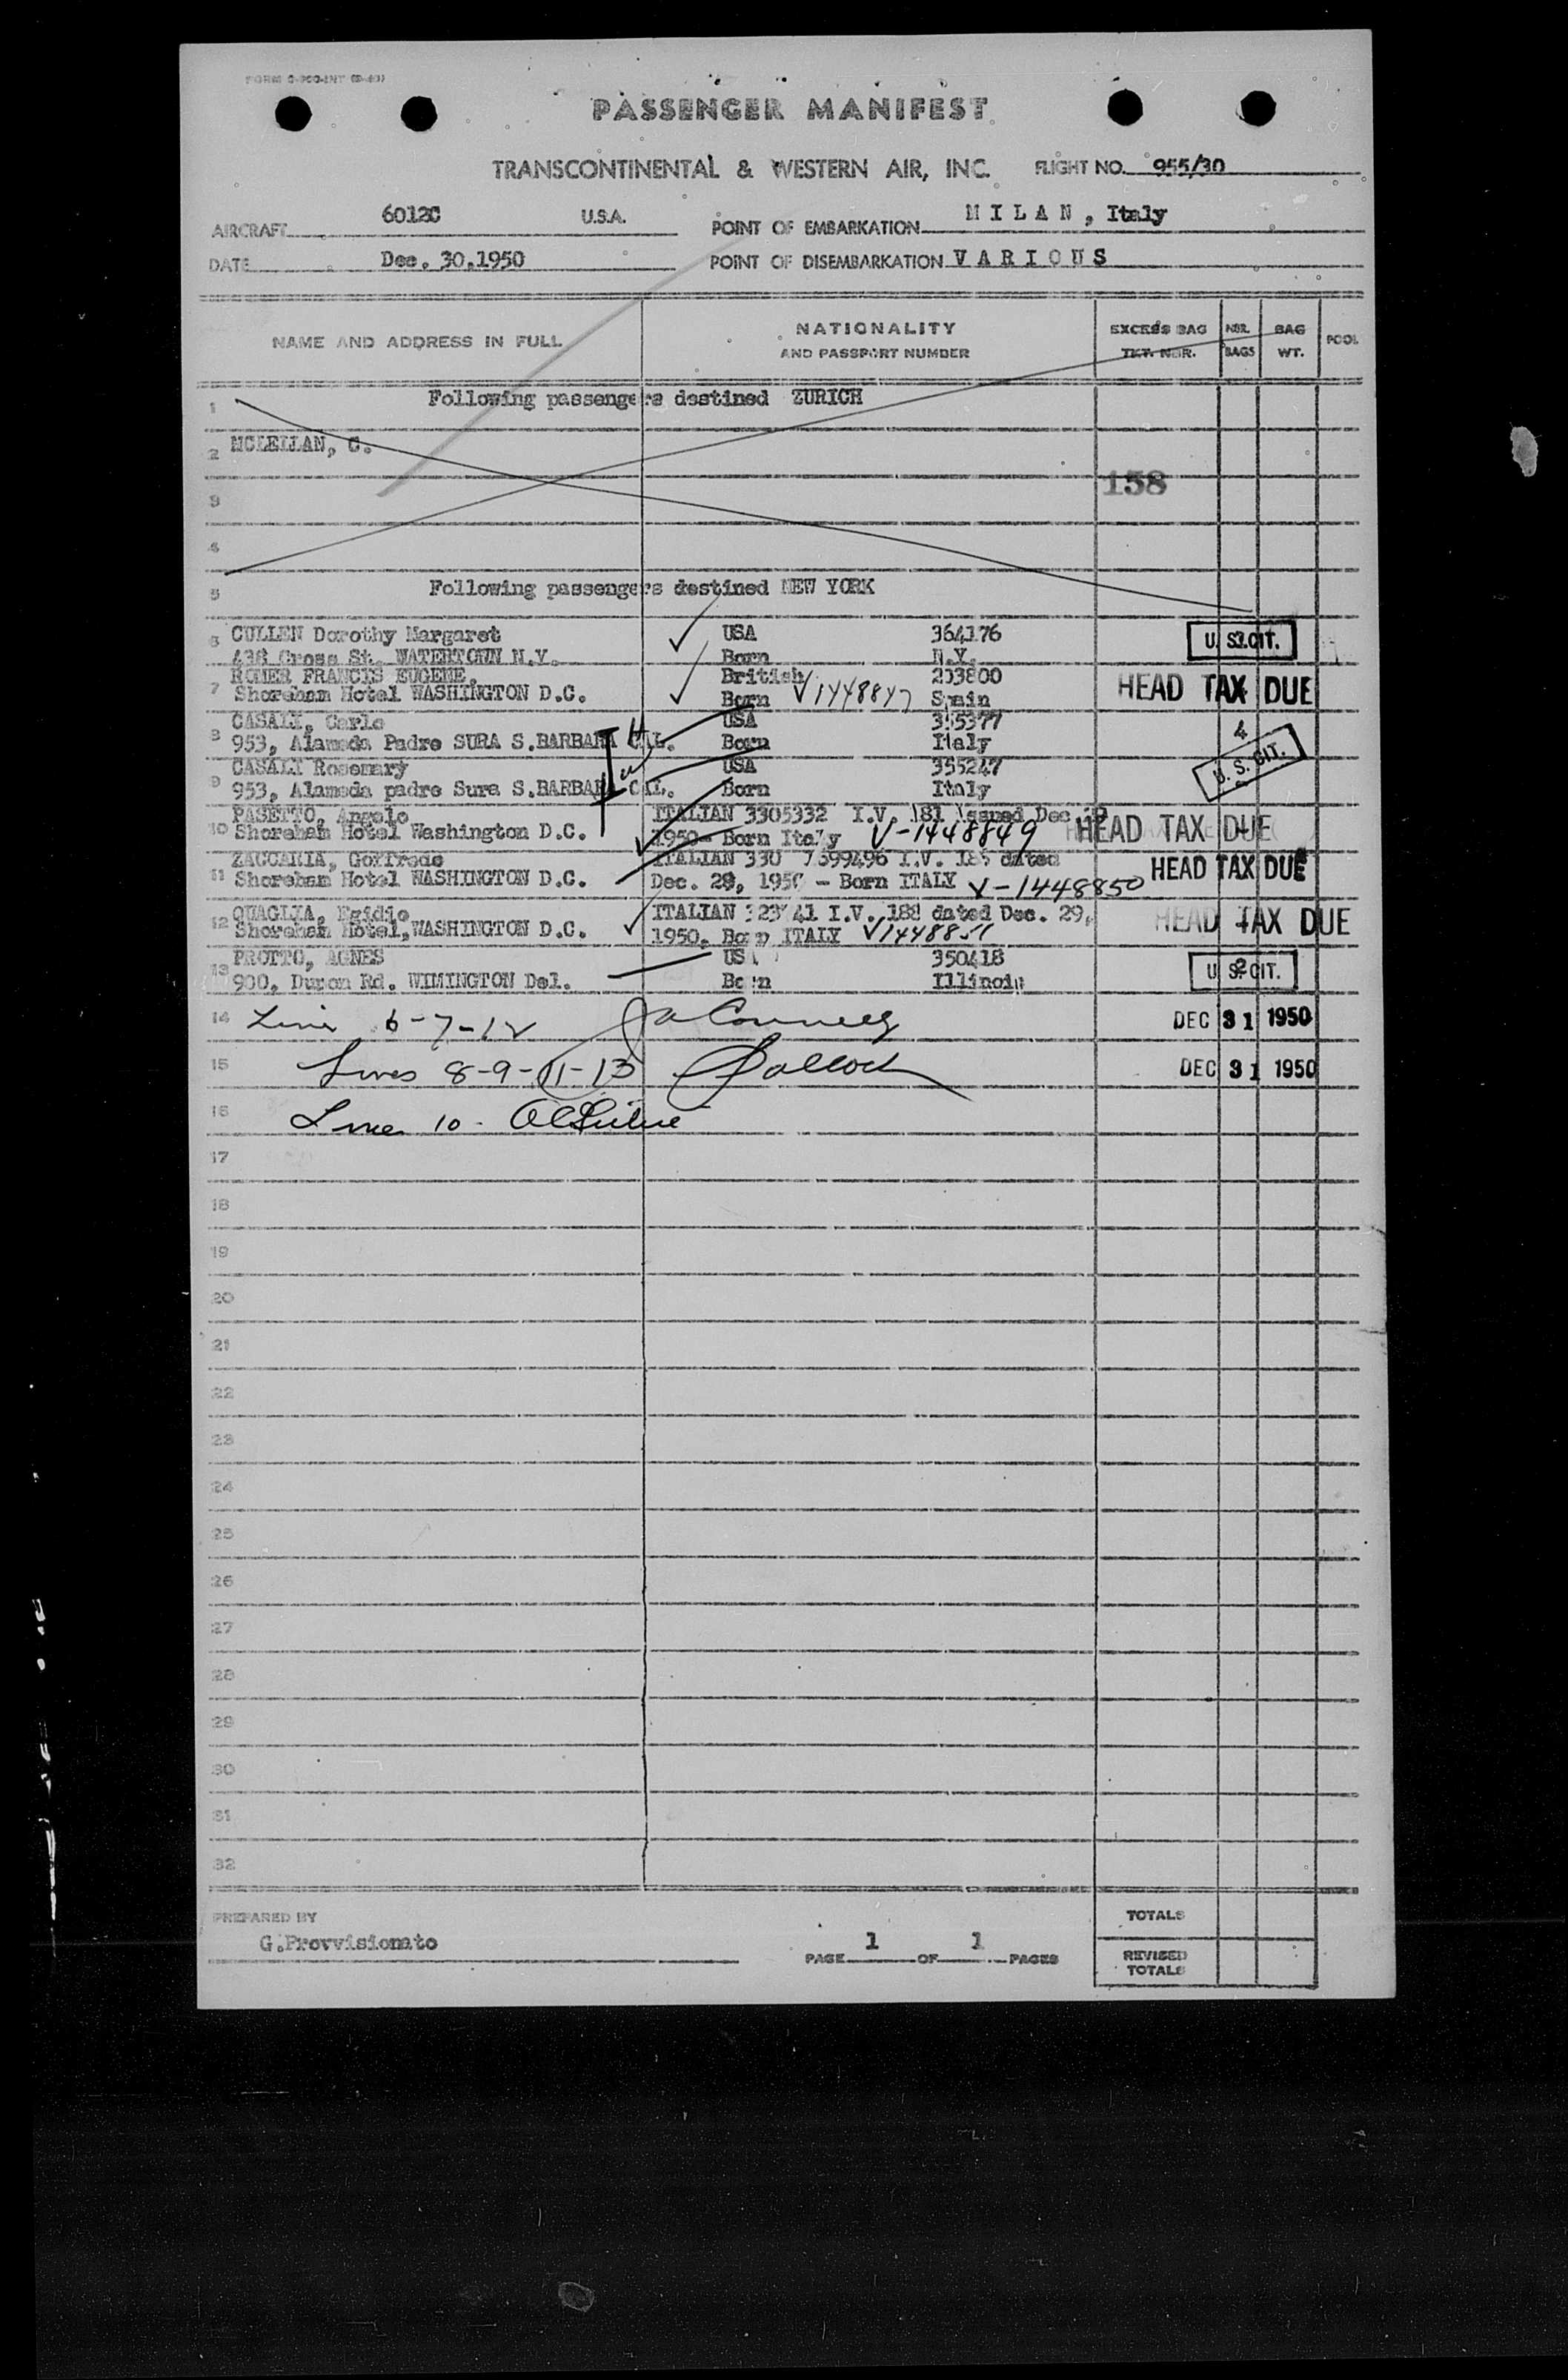 PASSENGER MANIFEST
TRANSCONTINENTAL & WESTERN AIR, INC. FLIGHT NO. 955/30
AIRCRAFT 6012C U.S.A. POINT OF EMBARKATION MILAN, Italy
DATE Dec. 30.1950 POINT OF DISEMBARKATION VARIOUS
NAME AND ADDRESS IN FULL
NATIONALITY
AND PASSPORT NUMBER
EXCESS BAG
TKT. NBR.
NBR.
BAGS
BAG
WT.
POOL
1 Following passengers destined ZURICH
2 MCLELLAN, C.
3 158
4
5 Following passengers destined NEW YORK
6 CULLEN Dorothy Margaret USA 364176 U.S. CIT.
438 Cross St. WATERTOWN N.Y. Born N.Y.
7 ROMER FRANCIS EUGENE, British 203800 HEAD TAX DUE
Shoreham Hotel WASHINGTON D.C. Born V1448847 Spain
8 CASALI, Carlo USA 355377 4
953, Alameda Padre SURA S.BARBARA CAL. Born Italy
9 CASALI Rosemary USA 355247 U.S. CIT.
953, Alameda padre Sura S.BARBARA CAL. Born Italy
10 PASETTO, Angelo ITALIAN 3305332 I.V. 181 issued Dec
Shoreham Hotel Washington D.C. 1950- Born Italy V-1448849 HEAD TAX DUE
11 ZACCARIA, Goffredo ITALIAN 330 7599496 I.V. 185 dated
Shoreham Hotel WASHINGTON D.C. Dec. 29, 1950 - Born ITALY V-1448850 HEAD TAX DUE
12 QUAGLIA, Egidio ITALIAN I.V. 188 dated Dec. 29,
Shoreham Hotel, WASHINGTON D.C. 1950, Born ITALY V1448851 HEAD TAX DUE
13 PROTTO, AGNES US 350418 U.S. CIT.
900, Dupon Rd. WIMINGTON Del. Born Illinois
14 Line 6-7-12 DEC 31 1950
15 Lines 8-9-11-13 DEC 31 1950
16 Line 10-
17
18
19
20
21
22
23
24
25
26
27
28
29
30
31
32
PREPARED BY
G.Provvisionato
PAGE 1 OF 1 PAGES
TOTALS
REVISED
TOTALS